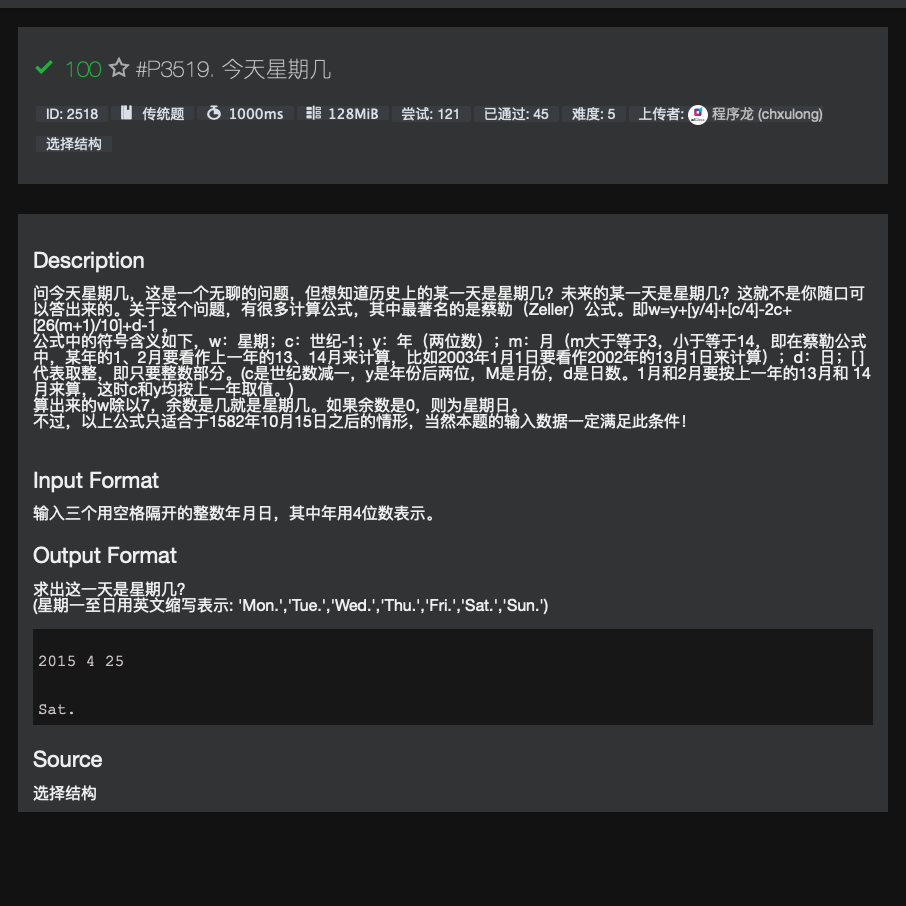 100 #P3519. 今天星期几
ID: 2518 传统题 1000ms 128MiB 尝试: 121 已通过: 45 难度: 5 上传者: 程序龙 (chxulong)
选择结构
Description
问今天星期几，这是一个无聊的问题，但想知道历史上的某一天是星期几？未来的某一天是星期几？这就不是你随口可
以答出来的。关于这个问题，有很多计算公式，其中最著名的是蔡勒（Zeller）公式。即w=y+[y/4]+[c/4]-2c+
[26(m+1)/10]+d-1 。
公式中的符号含义如下，w：星期；c：世纪-1；y：年（两位数）；m：月（m大于等于3，小于等于14，即在蔡勒公式
中，某年的1、2月要看作上一年的13、14月来计算，比如2003年1月1日要看作2002年的13月1日来计算）；d：日；[ ]
代表取整，即只要整数部分。(c是世纪数减一，y是年份后两位，M是月份，d是日数。1月和2月要按上一年的13月和 14
月来算，这时c和y均按上一年取值。)
算出来的w除以7，余数是几就是星期几。如果余数是0，则为星期日。
不过，以上公式只适合于1582年10月15日之后的情形，当然本题的输入数据一定满足此条件！
Input Format
输入三个用空格隔开的整数年月日，其中年用4位数表示。
Output Format
求出这一天是星期几？
(星期一至日用英文缩写表示: 'Mon.','Tue.','Wed.','Thu.','Fri.','Sat.','Sun.')
2015 4 25
Sat.
Source
选择结构